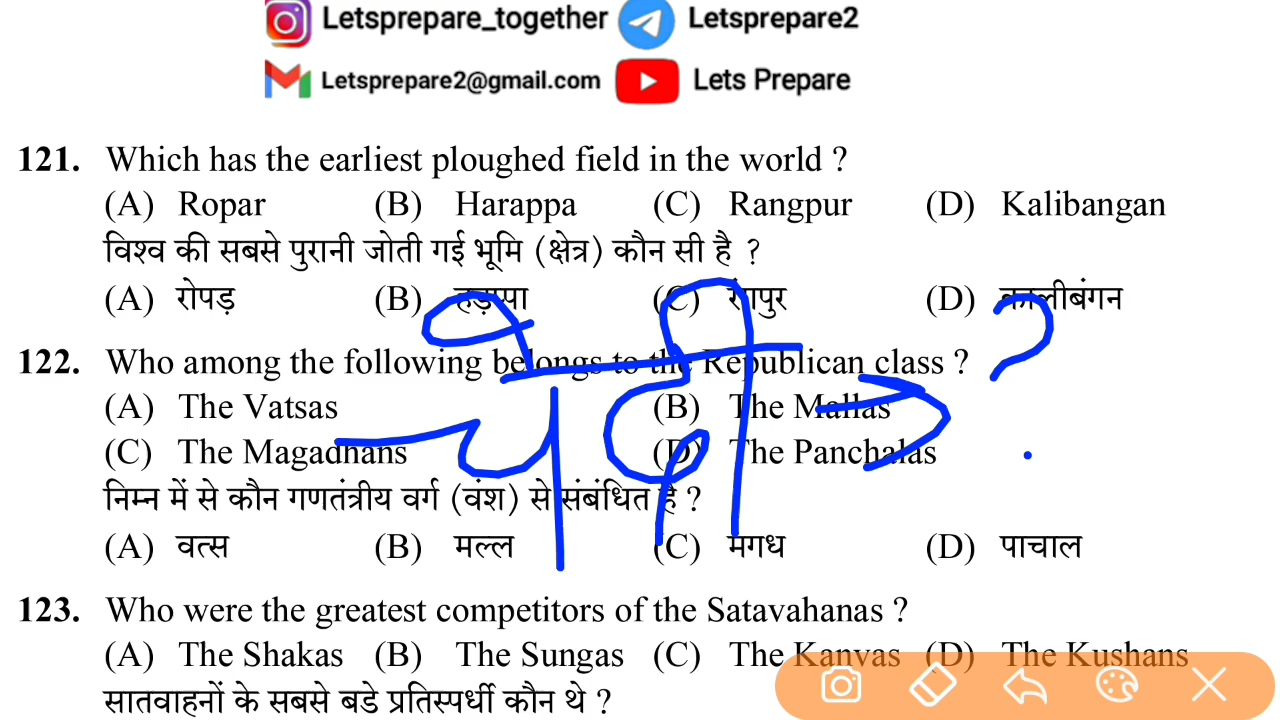 Letsprepare_together Letsprepare2
Letsprepare2@gmail.com Lets Prepare
121. Which has the earliest ploughed field in the world ?
(A) Ropar (B) Harappa (C) Rangpur (D) Kalibangan
विश्व की सबसे पुरानी जोती गई भूमि (क्षेत्र) कौन सी है ?
(A) रोपड़ (B) हड़प्पा (C) रंगपुर (D) कालीबंगन
122. Who among the following belongs to the Republican class ?
(A) The Vatsas (B) The Mallas
(C) The Magadhans (D) The Panchalas
निम्न में से कौन गणतंत्रीय वर्ग (वंश) से संबंधित है ?
(A) वत्स (B) मल्ल (C) मगध (D) पाचाल
123. Who were the greatest competitors of the Satavahanas ?
(A) The Shakas (B) The Sungas (C) The Kanvas (D) The Kushans
सातवाहनों के सबसे बडे प्रतिस्पर्धी कौन थे ?